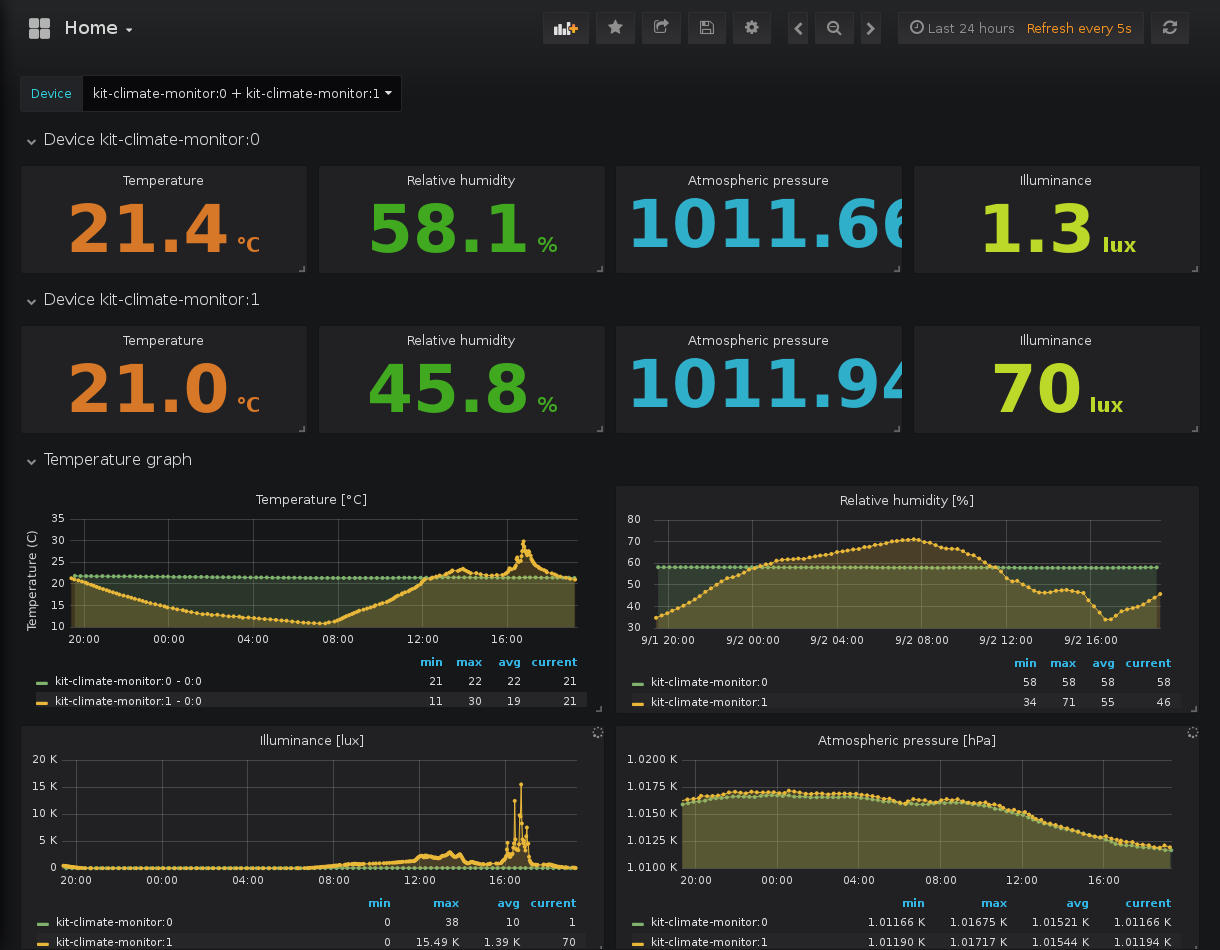 Home
Last 24 hours Refresh every 5s
Device kit-climate-monitor:0 + kit-climate-monitor:1
Device kit-climate-monitor:0
Temperature Relative humidity Atmospheric pressure Illuminance
21.4 °C 58.1 % 1011.66 1.3 lux
Device kit-climate-monitor:1
Temperature Relative humidity Atmospheric pressure Illuminance
21.0 °C 45.8 % 1011.94 70 lux
Temperature graph
Temperature [°C]
Temperature (C)
35
30
25
20
15
10
20:00 00:00 04:00 08:00 12:00 16:00
min max avg current
kit-climate-monitor:0 - 0:0 21 22 22 21
kit-climate-monitor:1 - 0:0 11 30 19 21
Relative humidity [%]
80
70
60
50
40
30
9/1 20:00 9/2 00:00 9/2 04:00 9/2 08:00 9/2 12:00 9/2 16:00
min max avg current
kit-climate-monitor:0 58 58 58 58
kit-climate-monitor:1 34 71 55 46
Illuminance [lux]
20 K
15 K
10 K
5 K
0
20:00 00:00 04:00 08:00 12:00 16:00
min max avg current
kit-climate-monitor:0 0 38 10 1
kit-climate-monitor:1 0 15.49 K 1.39 K 70
Atmospheric pressure [hPa]
1.0200 K
1.0175 K
1.0150 K
1.0125 K
1.0100 K
20:00 00:00 04:00 08:00 12:00 16:00
min max avg current
kit-climate-monitor:0 1.01166 K 1.01675 K 1.01521 K 1.01166 K
kit-climate-monitor:1 1.01190 K 1.01717 K 1.01544 K 1.01194 K